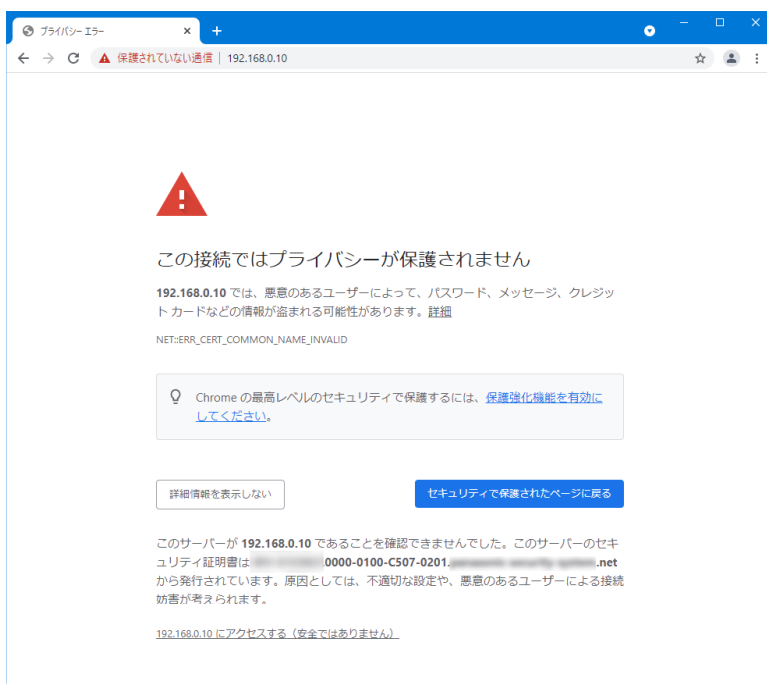 プライバシー エラー
保護されていない通信 | 192.168.0.10
この接続ではプライバシーが保護されません
192.168.0.10 では、悪意のあるユーザーによって、パスワード、メッセージ、クレジッ
ト カードなどの情報が盗まれる可能性があります。詳細
NET::ERR_CERT_COMMON_NAME_INVALID
Chrome の最高レベルのセキュリティで保護するには、保護強化機能を有効に
してください。
詳細情報を表示しない
セキュリティで保護されたページに戻る
このサーバーが 192.168.0.10 であることを確認できませんでした。このサーバーのセキ
ュリティ証明書は 0000-0100-C507-0201. .net
から発行されています。原因としては、不適切な設定や、悪意のあるユーザーによる接続
妨害が考えられます。
192.168.0.10 にアクセスする（安全ではありません）